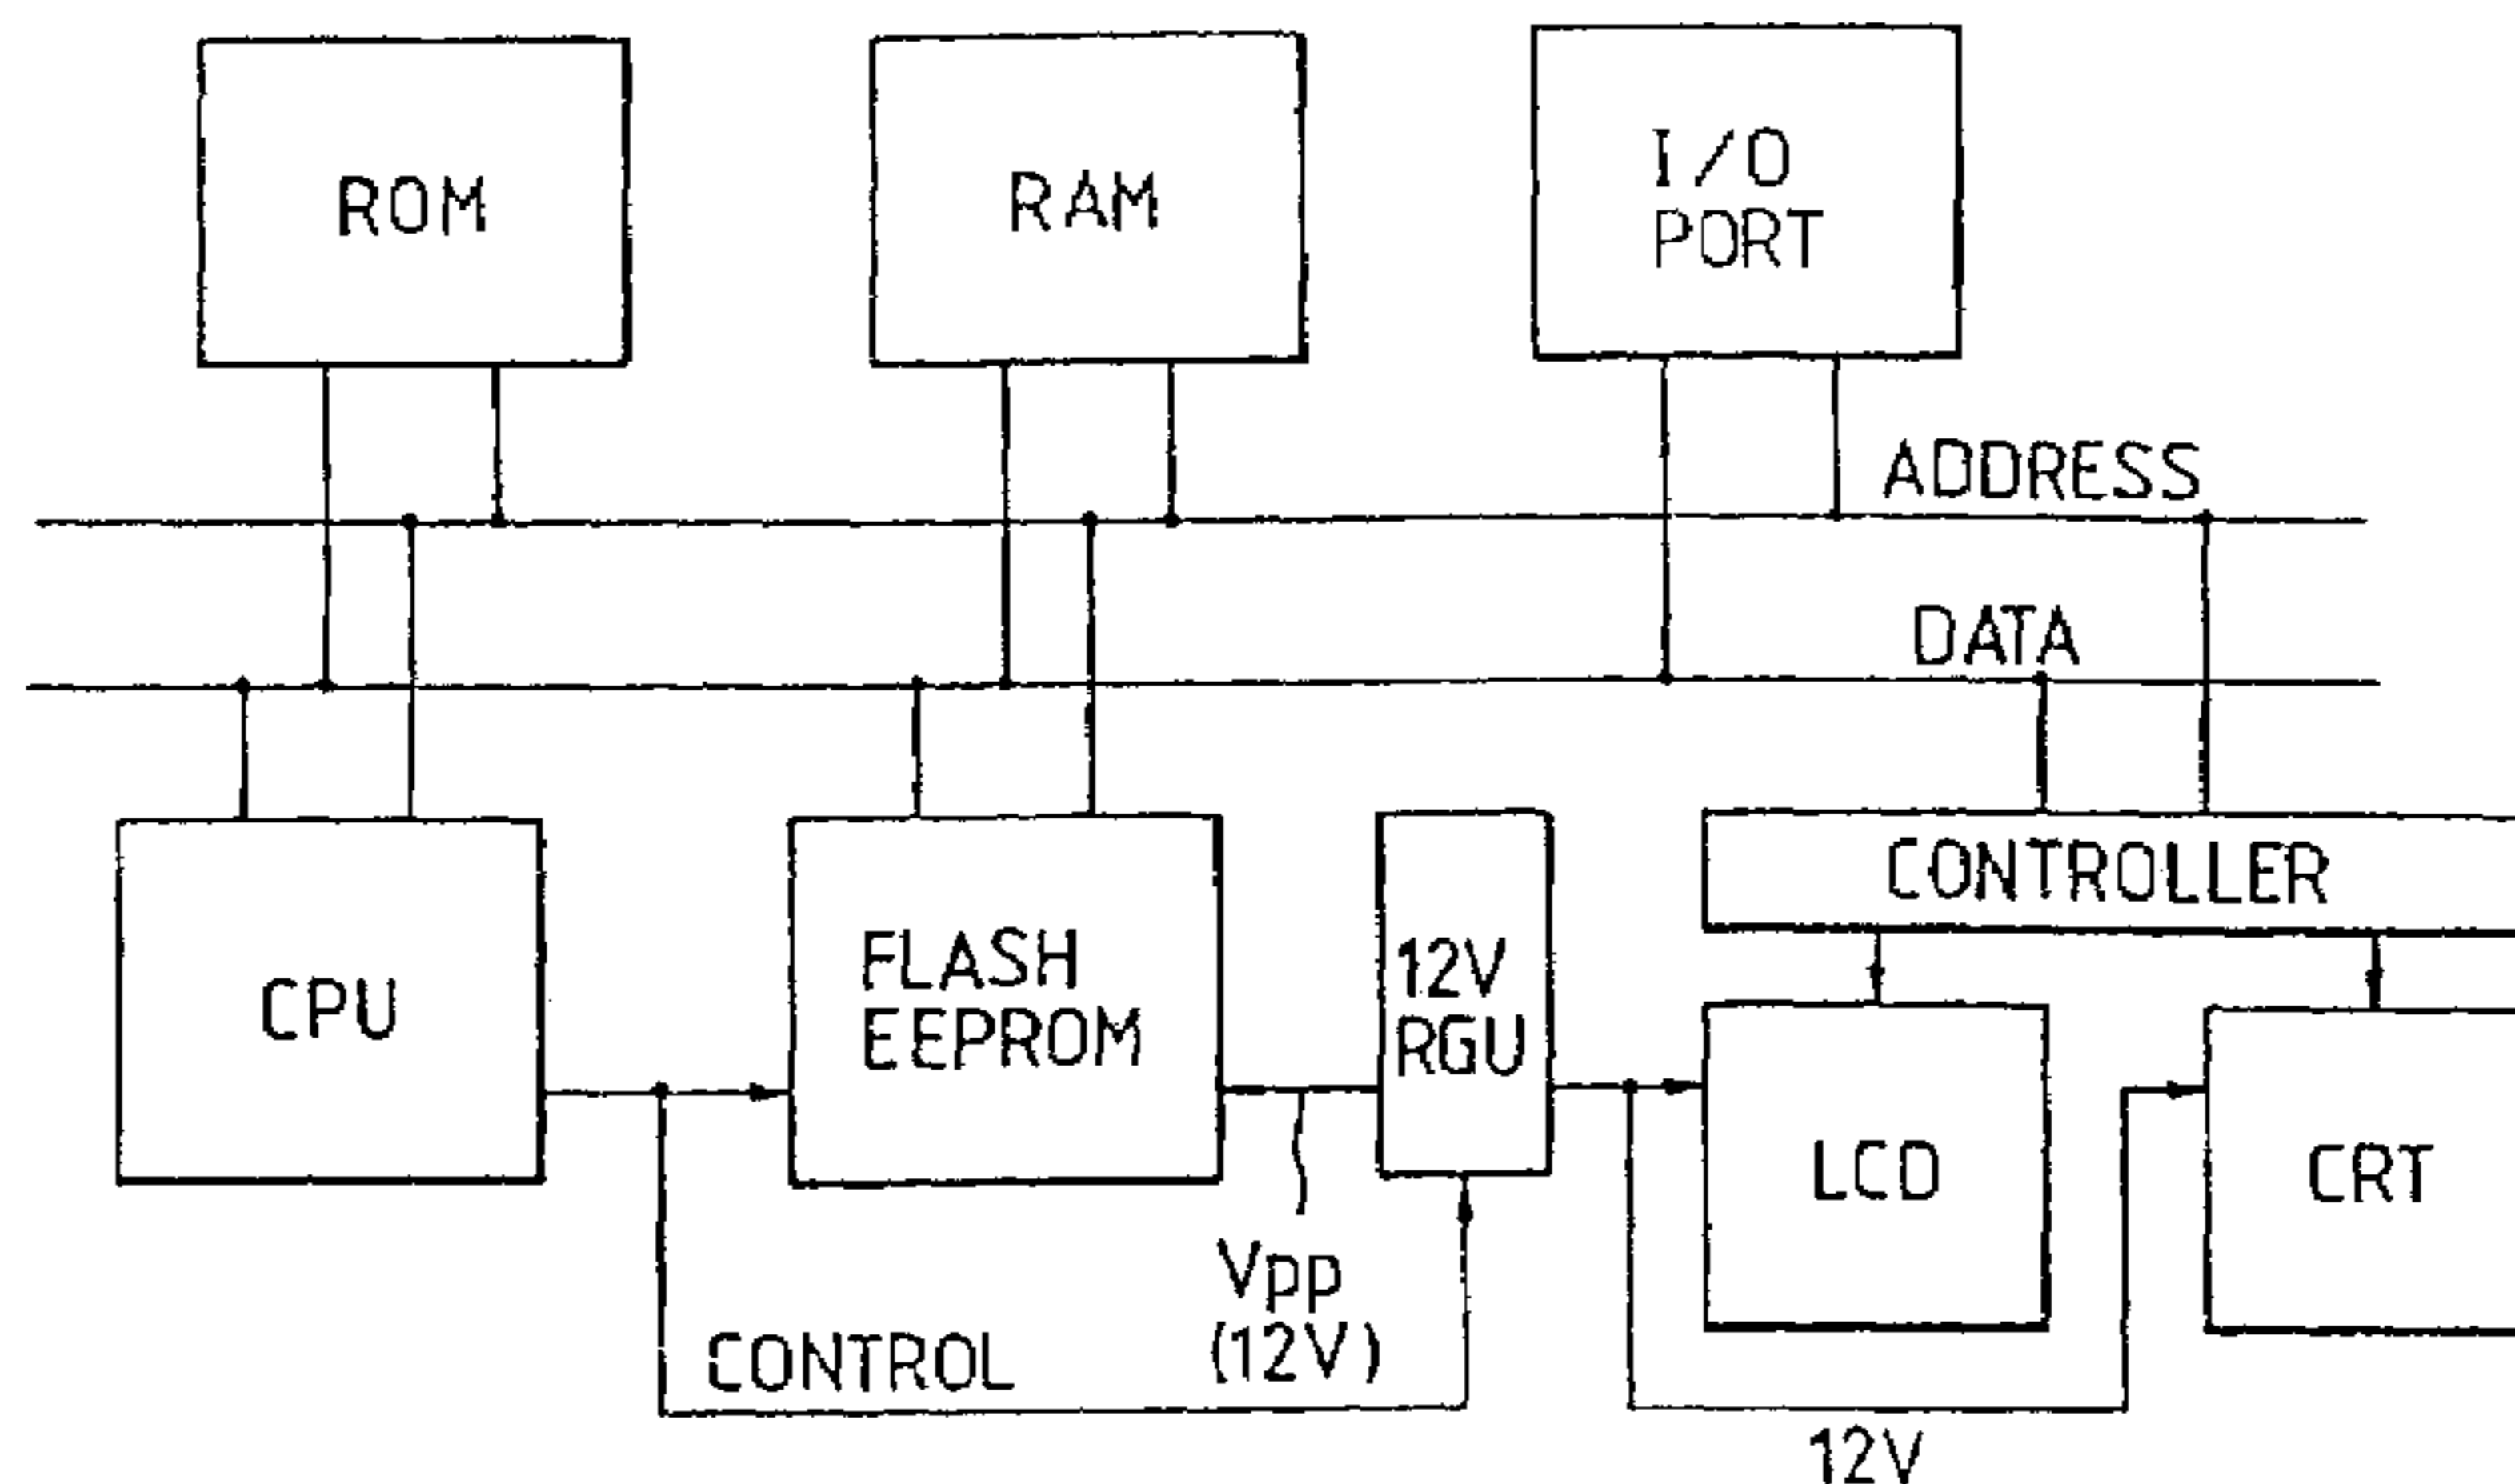 ROM
RAM
I/O
PORT
ADDRESS
DATA
CPU
FLASH
EEPROM
12V
RGU
CONTROLLER
LCD
CRT
VPP
(12V)
CONTROL
12V